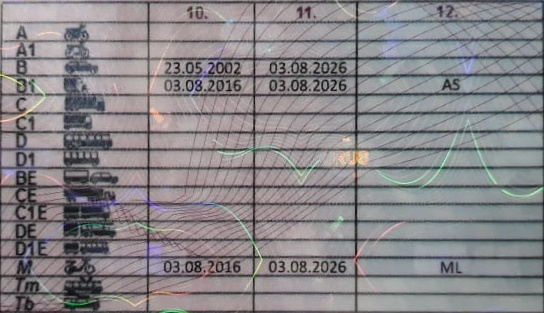 10. 11. 12.
A
A1
B 23.05.2002 03.08.2026
B1 03.08.2016 03.08.2026 AS
C
C1
D
D1
BE
CE
C1E
DE
D1E
M 03.08.2016 03.08.2026 ML
Tm
Tb